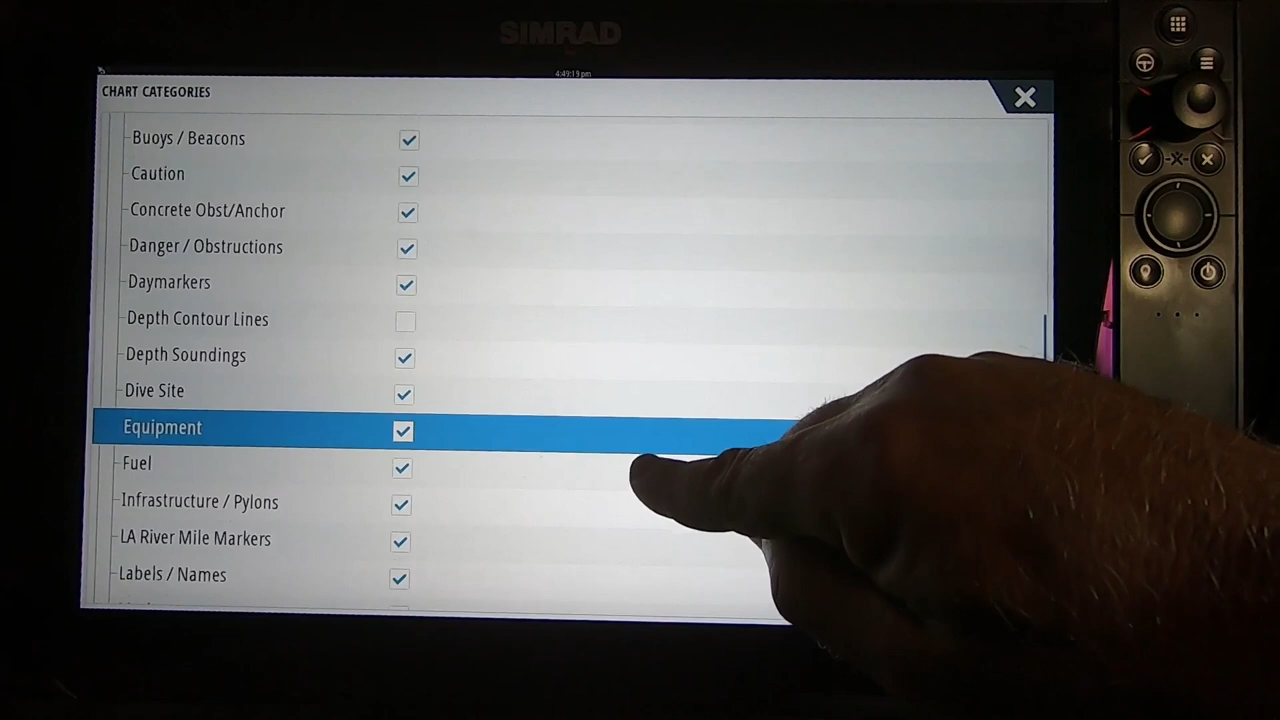 SIMRAD
4:49:19 pm
CHART CATEGORIES
Buoys / Beacons
Caution
Concrete Obst/Anchor
Danger / Obstructions
Daymarkers
Depth Contour Lines
Depth Soundings
Dive Site
Equipment
Fuel
Infrastructure / Pylons
LA River Mile Markers
Labels / Names